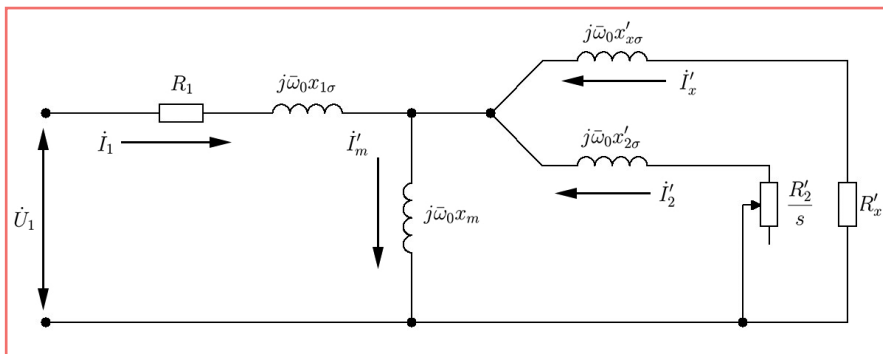 jω̄₀x′ₓσ
İ′ₓ
R₁
jω̄₀x₁σ
İ₁
İ′ₘ
jω̄₀x′₂σ
İ′₂
U̇₁
jω̄₀xₘ
R′₂
s
R′ₓ